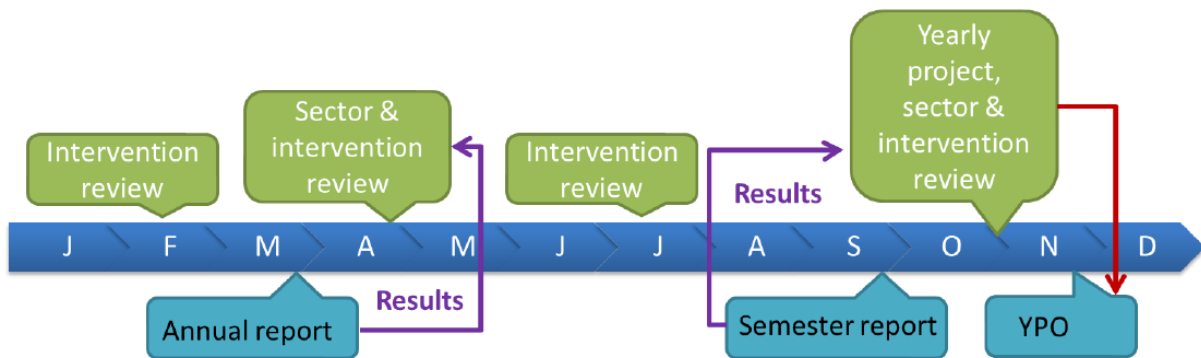 Intervention
review
Sector &
intervention
review
Intervention
review
Yearly
project,
sector &
intervention
review
Results
J F M A M J J A S O N D
Results
Annual report
Semester report
YPO